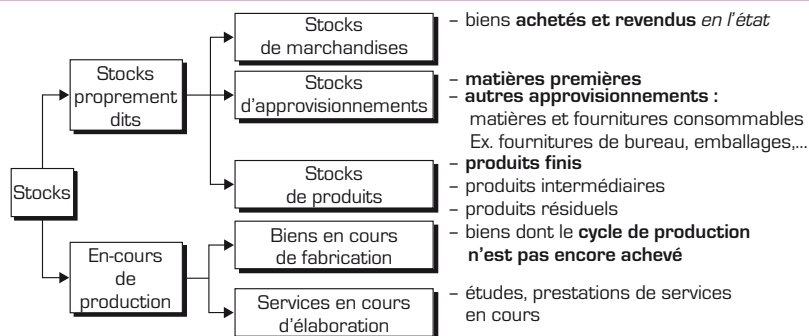 Stocks
Stocks
proprement
dits
En-cours
de
production
Stocks
de marchandises
– biens achetés et revendus en l'état
Stocks
d'approvisionnements
– matières premières
– autres approvisionnements :
matières et fournitures consommables
Ex. fournitures de bureau, emballages,...
Stocks
de produits
– produits finis
– produits intermédiaires
– produits résiduels
Biens en cours
de fabrication
– biens dont le cycle de production
n'est pas encore achevé
Services en cours
d'élaboration
– études, prestations de services
en cours